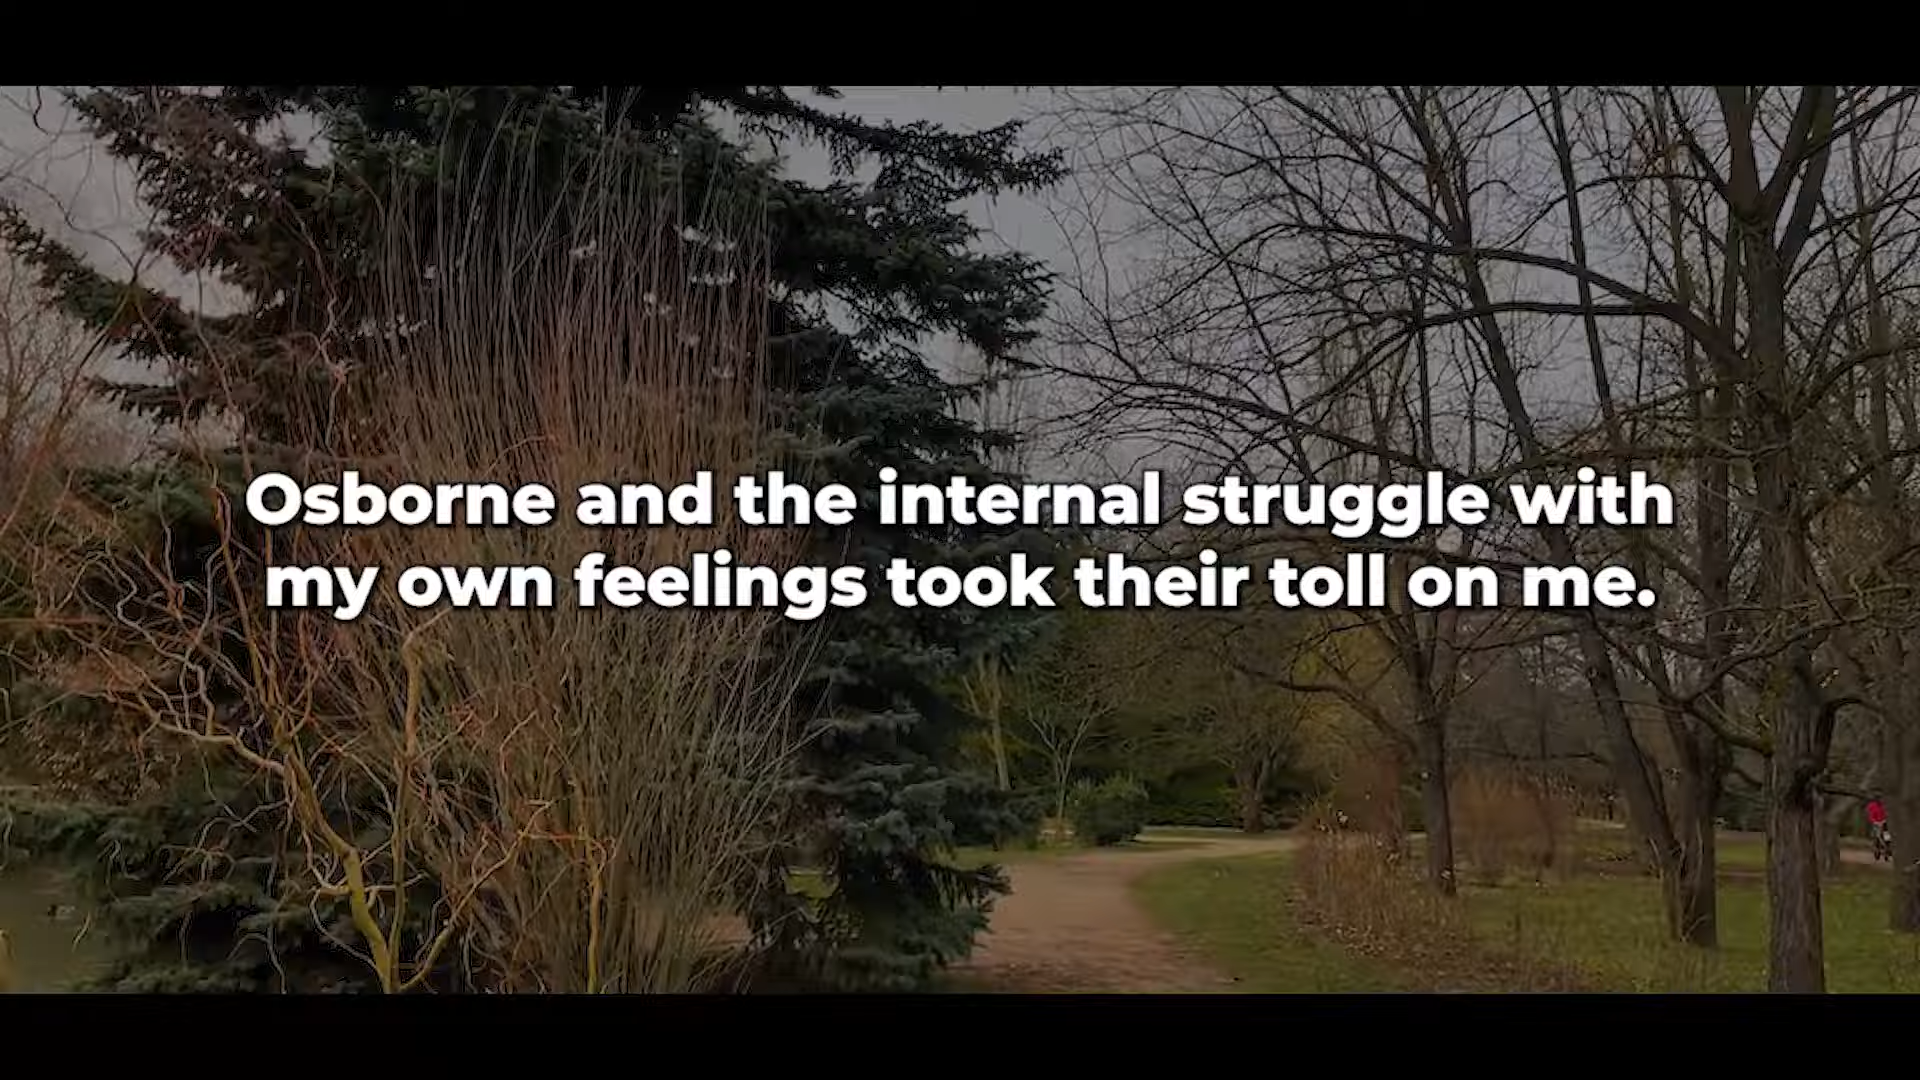 Osborne and the internal struggle with
my own feelings took their toll on me.